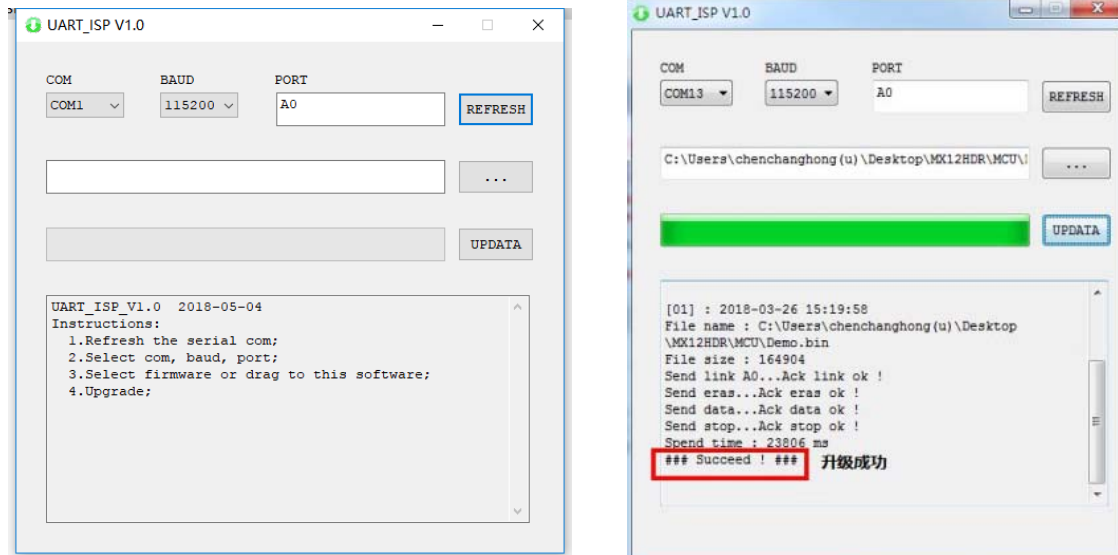 UART_ISP V1.0
COM
BAUD
PORT
COM1
115200
A0
REFRESH
...
UPDATA
UART_ISP_V1.0 2018-05-04
Instructions:
1.Refresh the serial com;
2.Select com, baud, port;
3.Select firmware or drag to this software;
4.Upgrade;
UART_ISP V1.0
COM
BAUD
PORT
COM13
115200
A0
REFRESH
C:\Users\chenchanghong(u)\Desktop\MX12HDR\MCU\
...
UPDATA
[01] : 2018-03-26 15:19:58
File name : C:\Users\chenchanghong(u)\Desktop
\MX12HDR\MCU\Demo.bin
File size : 164904
Send link A0...Ack link ok !
Send eras...Ack eras ok !
Send data...Ack data ok !
Send stop...Ack stop ok !
Spend time : 23806 ms
### Succeed ! ### 升级成功